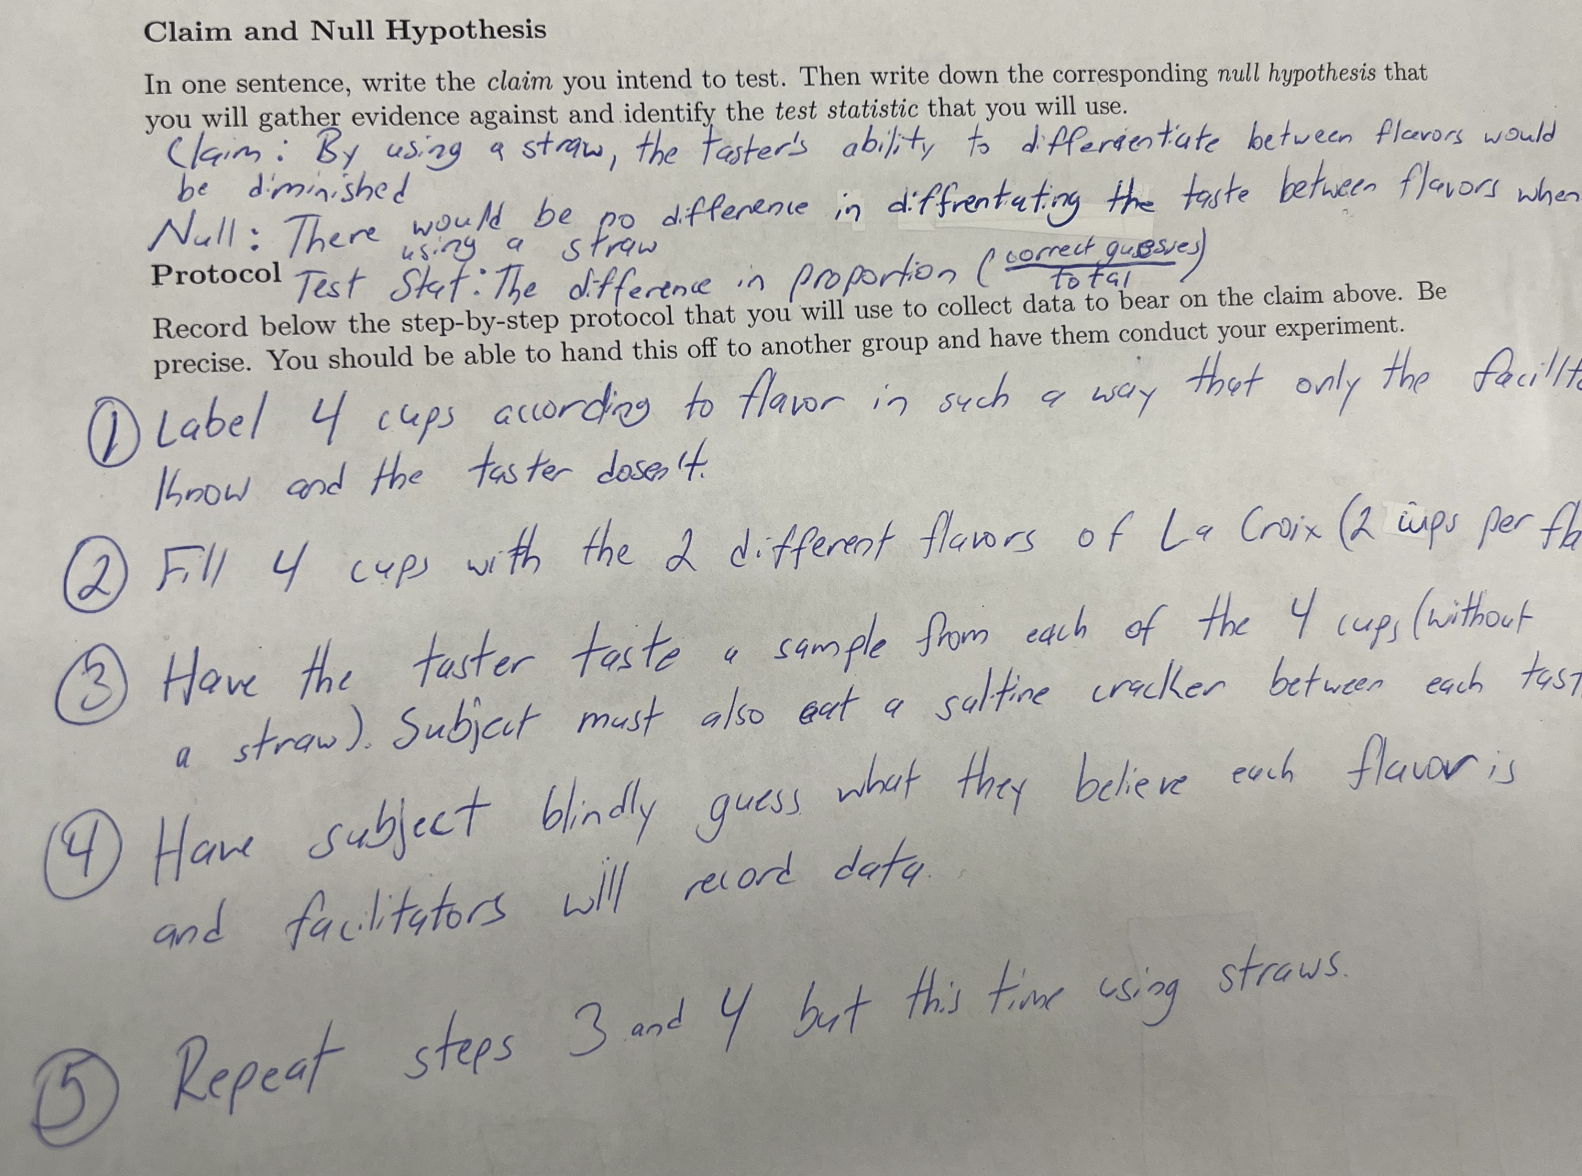 Claim and Null Hypothesis
In one sentence, write the claim you intend to test. Then write down the corresponding null hypothesis that
you will gather evidence against and identify the test statistic that you will use.
Claim: By using a straw, the taster's ability to differentiate between flavors would
be diminished
Null: There would be no difference in diffrentiating the taste between flavors when
using a straw
Protocol
Test Stat: The difference in proportion (correct guesses/total)
Record below the step-by-step protocol that you will use to collect data to bear on the claim above. Be
precise. You should be able to hand this off to another group and have them conduct your experiment.
① Label 4 cups according to flavor in such a way that only the
know and the taster dosen't.
② Fill 4 cups with the 2 different flavors of La Croix (2 cups per
③ Have the taster taste a sample from each of the 4 cups (without
a straw). Subject must also eat a saltine cracker between each
④ Have subject blindly guess what they believe each flavor is
and facilitators will record data.
⑤ Repeat steps 3 and 4 but this time using straws.